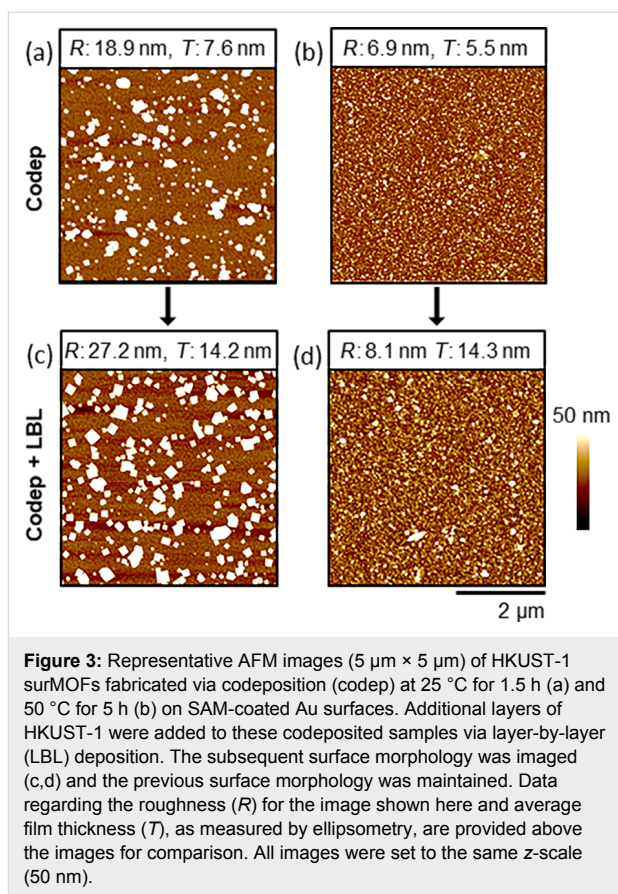 (a) R: 18.9 nm, T: 7.6 nm
(b) R: 6.9 nm, T: 5.5 nm
Codep
(c) R: 27.2 nm, T: 14.2 nm
(d) R: 8.1 nm T: 14.3 nm
Codep + LBL
50 nm
2 µm
Figure 3: Representative AFM images (5 µm × 5 µm) of HKUST-1
surMOFs fabricated via codeposition (codep) at 25 °C for 1.5 h (a) and
50 °C for 5 h (b) on SAM-coated Au surfaces. Additional layers of
HKUST-1 were added to these codeposited samples via layer-by-layer
(LBL) deposition. The subsequent surface morphology was imaged
(c,d) and the previous surface morphology was maintained. Data
regarding the roughness (R) for the image shown here and average
film thickness (T), as measured by ellipsometry, are provided above
the images for comparison. All images were set to the same z-scale
(50 nm).